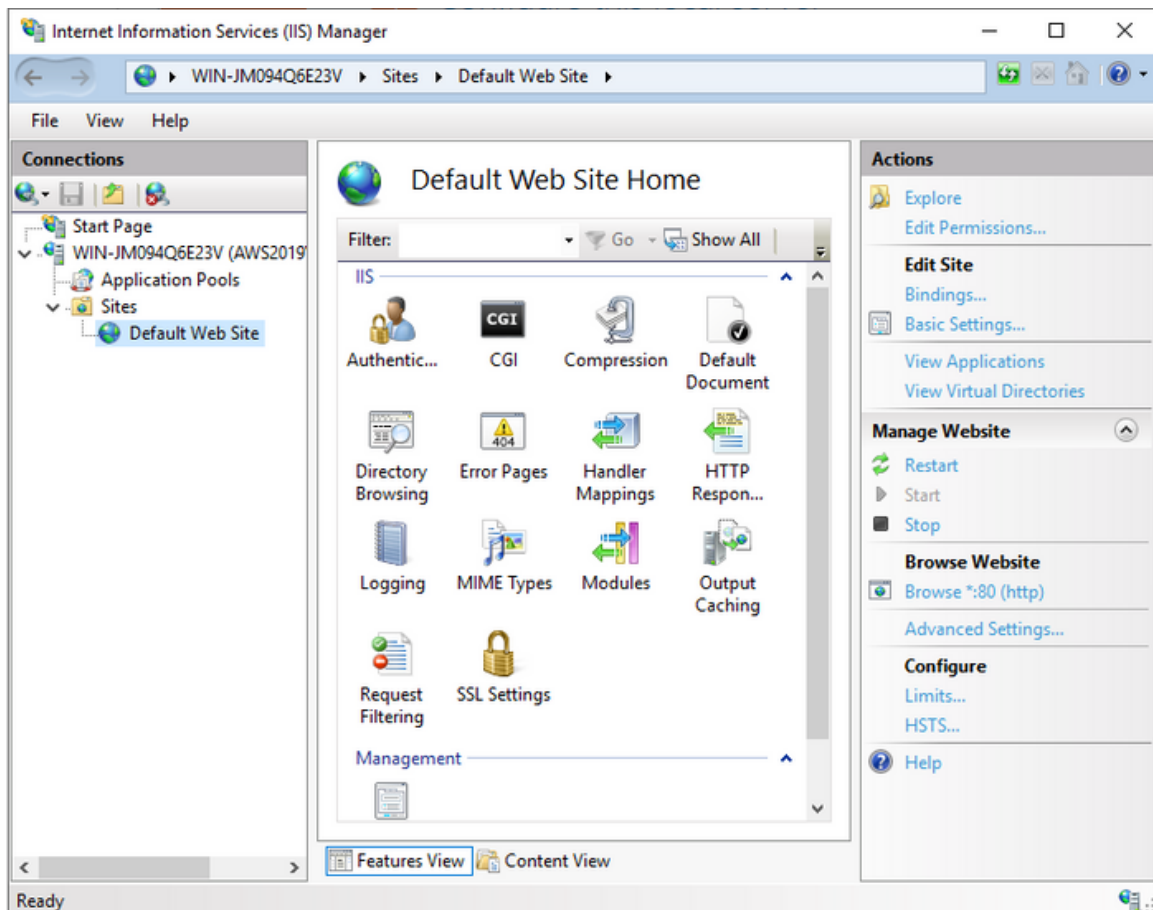 Internet Information Services (IIS) Manager
WIN-JM094Q6E23V Sites Default Web Site
File View Help
Connections
Start Page
WIN-JM094Q6E23V (AWS2019
Application Pools
Sites
Default Web Site
Default Web Site Home
Filter: Go Show All
IIS
Authentic... CGI Compression Default Document
Directory Browsing Error Pages Handler Mappings HTTP Respon...
Logging MIME Types Modules Output Caching
Request Filtering SSL Settings
Management
Features View Content View
Actions
Explore
Edit Permissions...
Edit Site
Bindings...
Basic Settings...
View Applications
View Virtual Directories
Manage Website
Restart
Start
Stop
Browse Website
Browse *:80 (http)
Advanced Settings...
Configure
Limits...
HSTS...
Help
Ready